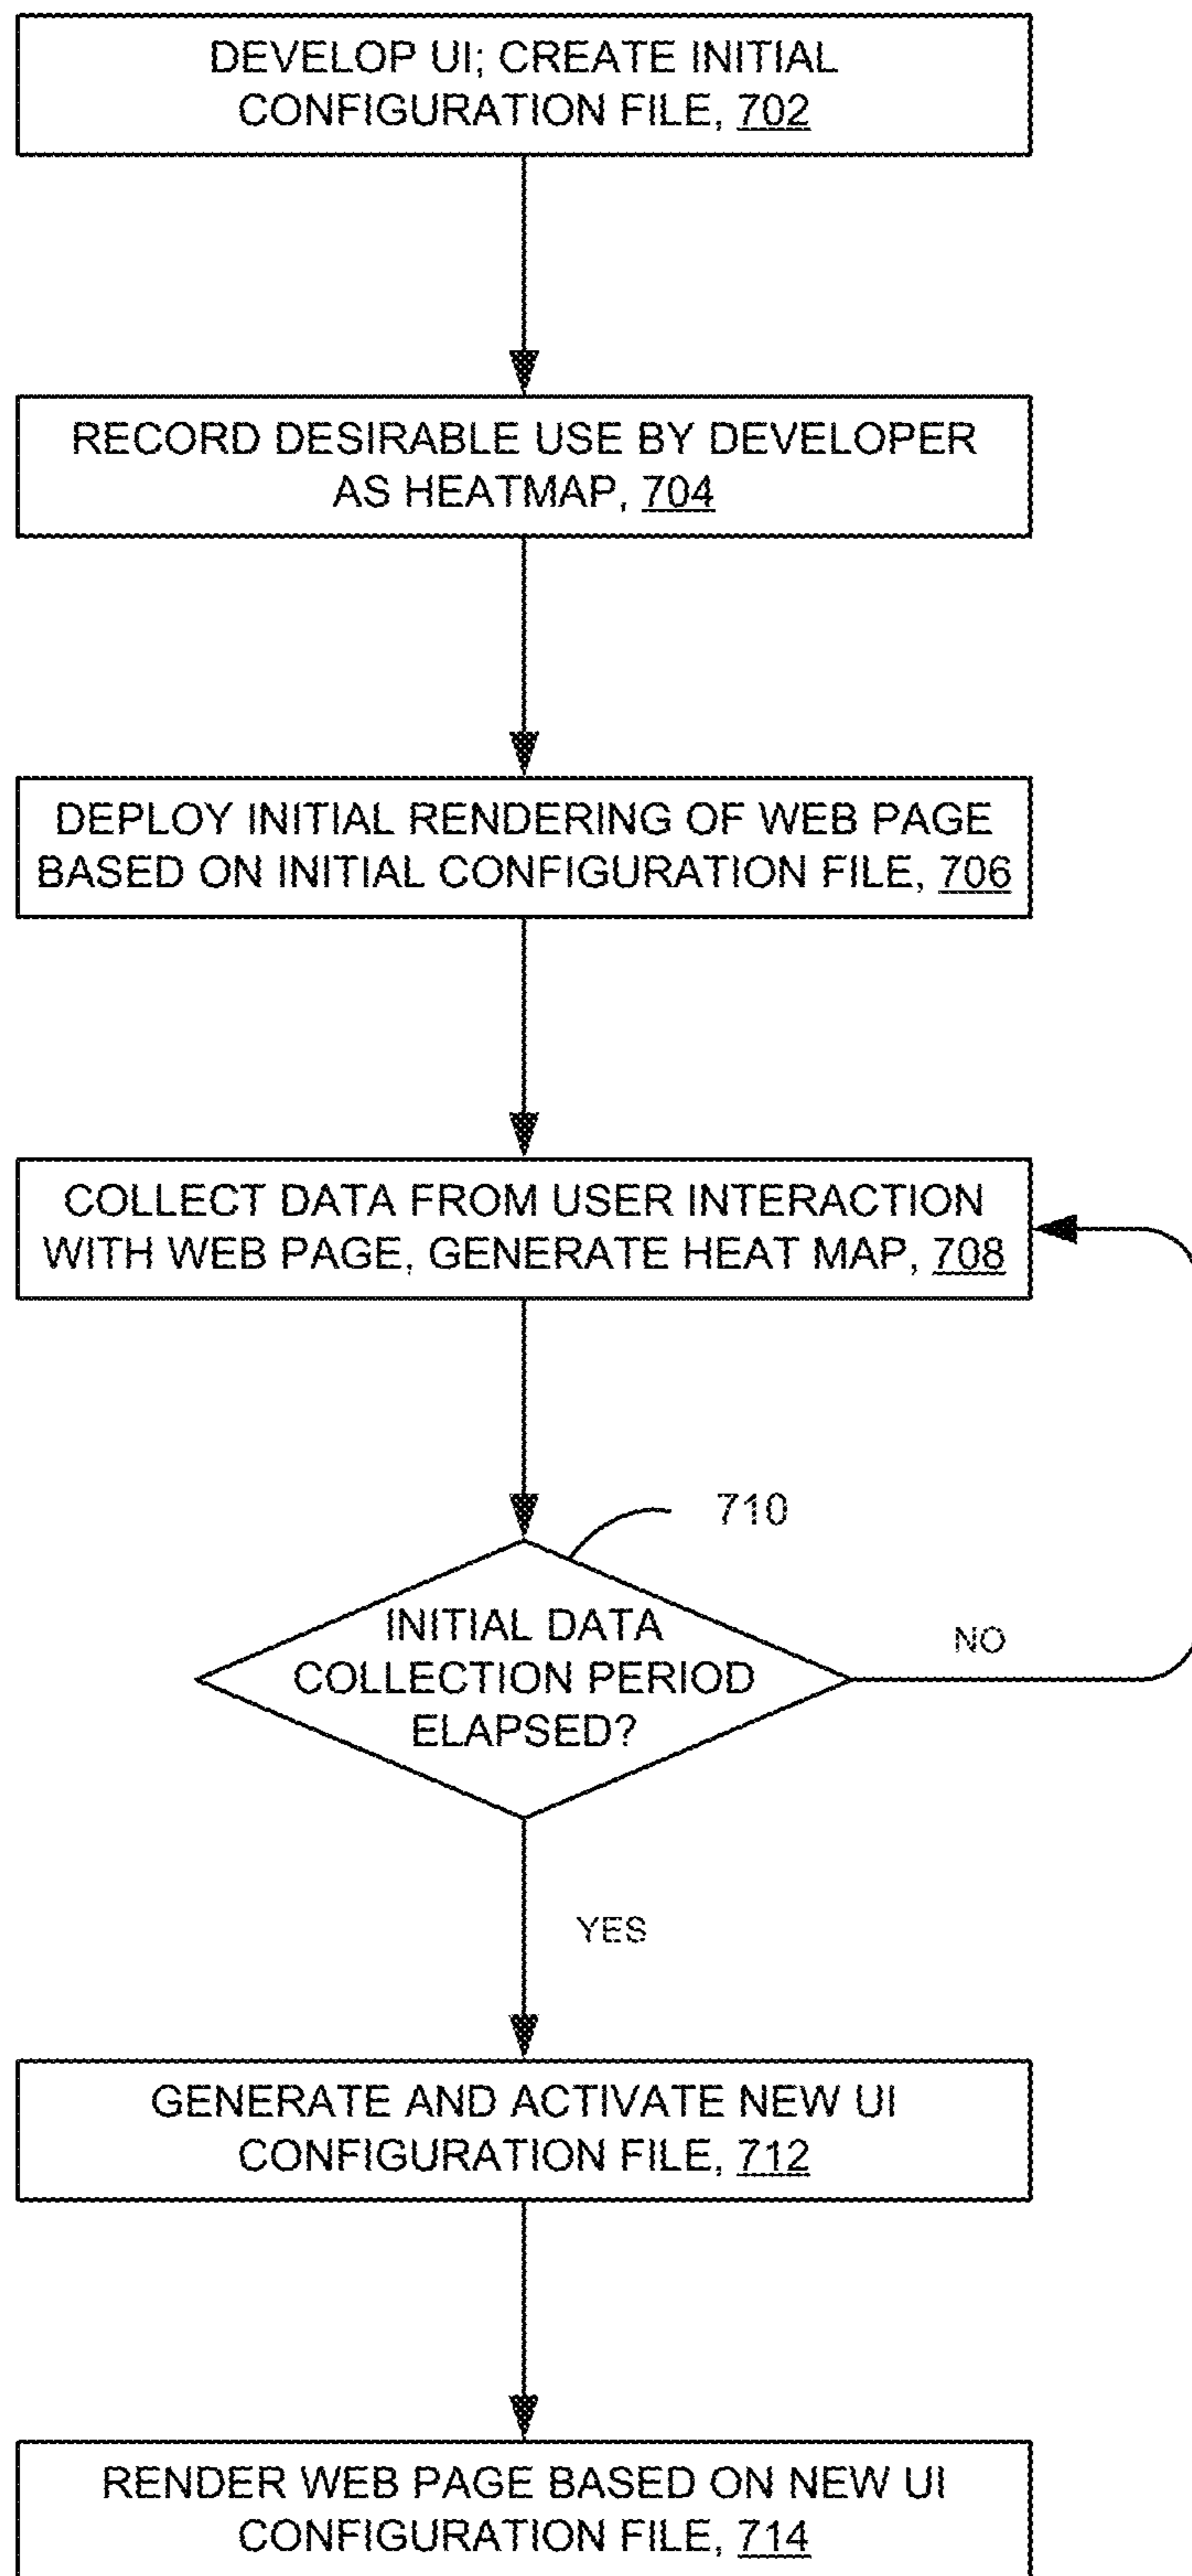 DEVELOP UI; CREATE INITIAL
CONFIGURATION FILE, 702
RECORD DESIRABLE USE BY DEVELOPER
AS HEATMAP, 704
DEPLOY INITIAL RENDERING OF WEB PAGE
BASED ON INITIAL CONFIGURATION FILE, 706
COLLECT DATA FROM USER INTERACTION
WITH WEB PAGE, GENERATE HEAT MAP, 708
710
INITIAL DATA
COLLECTION PERIOD
ELAPSED?
NO
YES
GENERATE AND ACTIVATE NEW UI
CONFIGURATION FILE, 712
RENDER WEB PAGE BASED ON NEW UI
CONFIGURATION FILE, 714